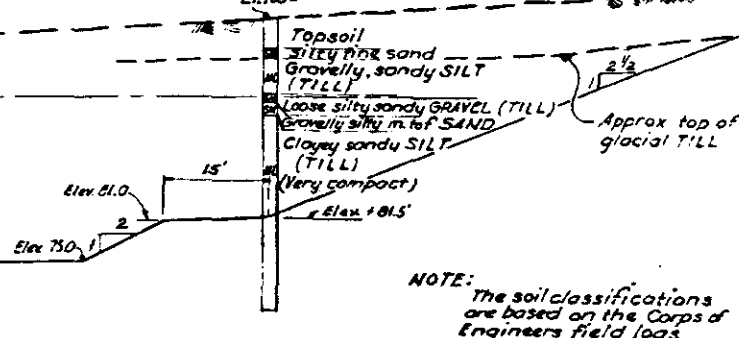 Topsoil
silty fine sand
Gravelly, sandy SILT
(TILL)
Loose silty sandy GRAVEL (TILL)
Gravelly silty m. to f SAND
Clayey sandy SILT
(TILL)
(Very compact)
2 1/2
1
Approx top of
glacial TILL
15'
Elev. 81.0
Elev. + 81.5'
2
1
Elev. 75.0
NOTE:
The soil classifications
are based on the Corps of
Engineers field logs